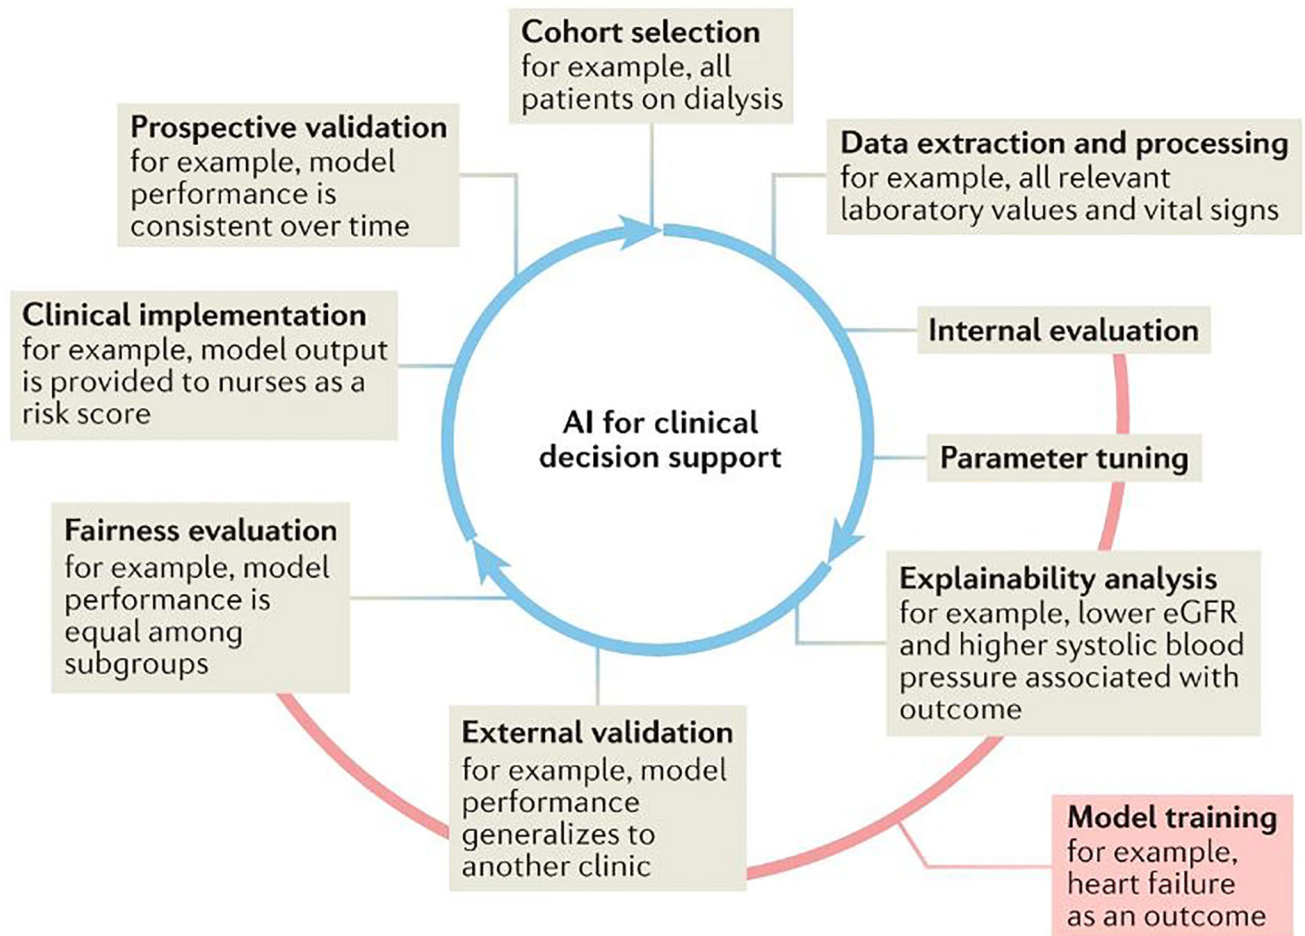 Cohort selection
for example, all
patients on dialysis
Data extraction and processing
for example, all relevant
laboratory values and vital signs
Internal evaluation
Parameter tuning
Explainability analysis
for example, lower eGFR
and higher systolic blood
pressure associated with
outcome
Model training
for example,
heart failure
as an outcome
External validation
for example, model
performance
generalizes to
another clinic
Fairness evaluation
for example, model
performance is
equal among
subgroups
Clinical implementation
for example, model output
is provided to nurses as a
risk score
Prospective validation
for example, model
performance is
consistent over time
AI for clinical
decision support